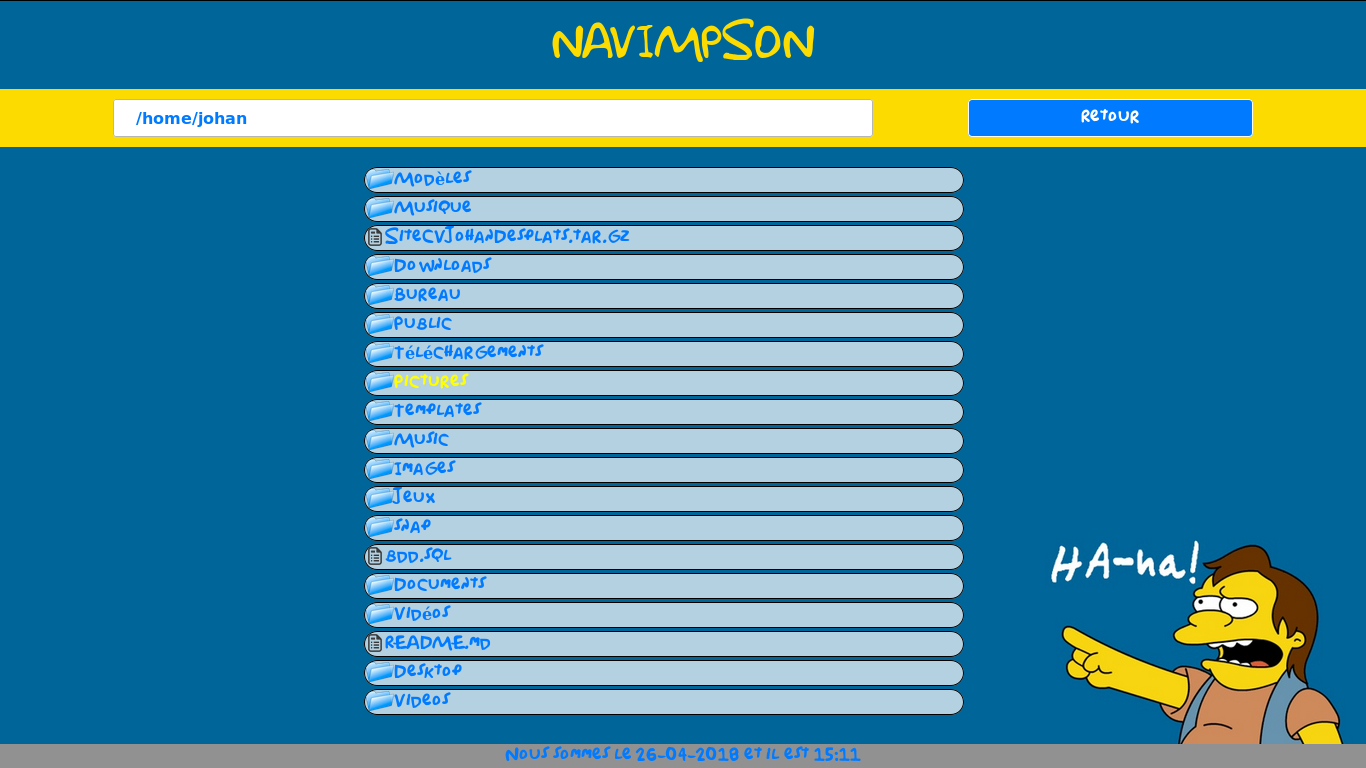 NAVIMPSON
/home/johan
Retour
Modèles
Musique
SiteCVJohanDesplats.tar.gz
Downloads
Bureau
Public
Téléchargements
Pictures
Templates
Music
Images
Jeux
snap
bdd.sql
Documents
Vidéos
HA-ha!
README.md
Desktop
Videos
Nous sommes le 26-04-2018 et il est 15:11